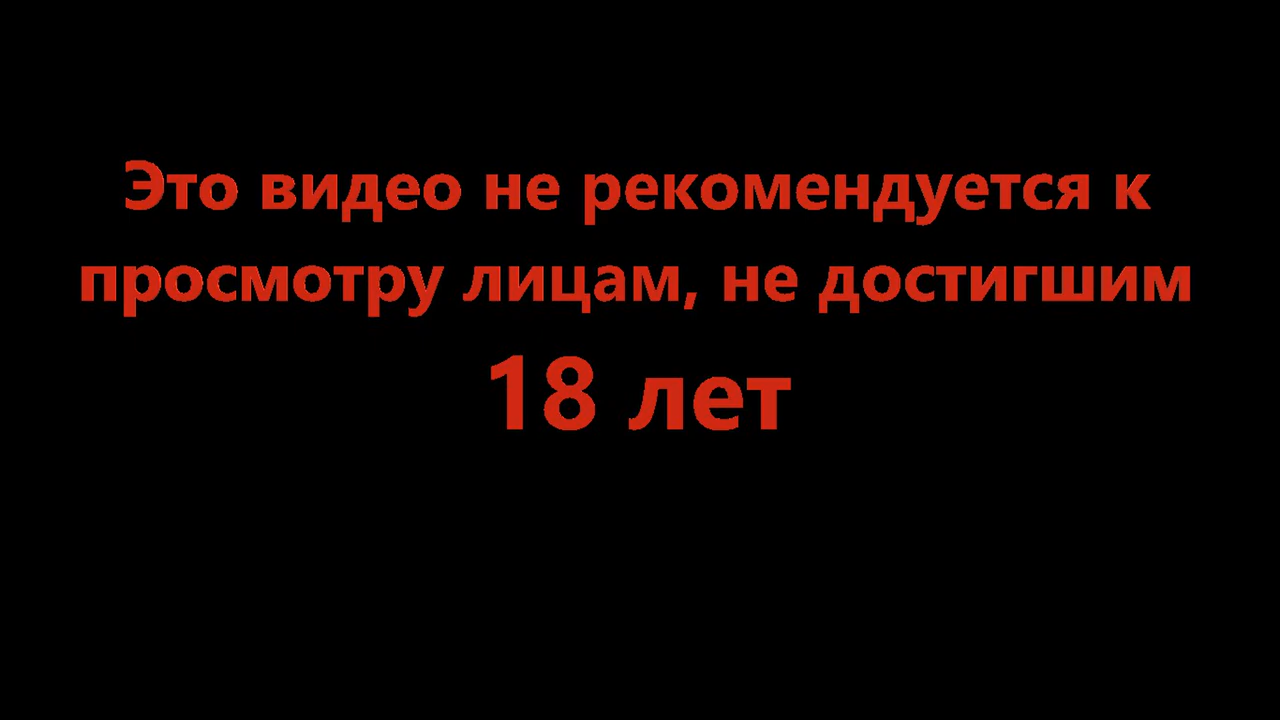 Это видео не рекомендуется к
просмотру лицам, не достигшим
18 лет